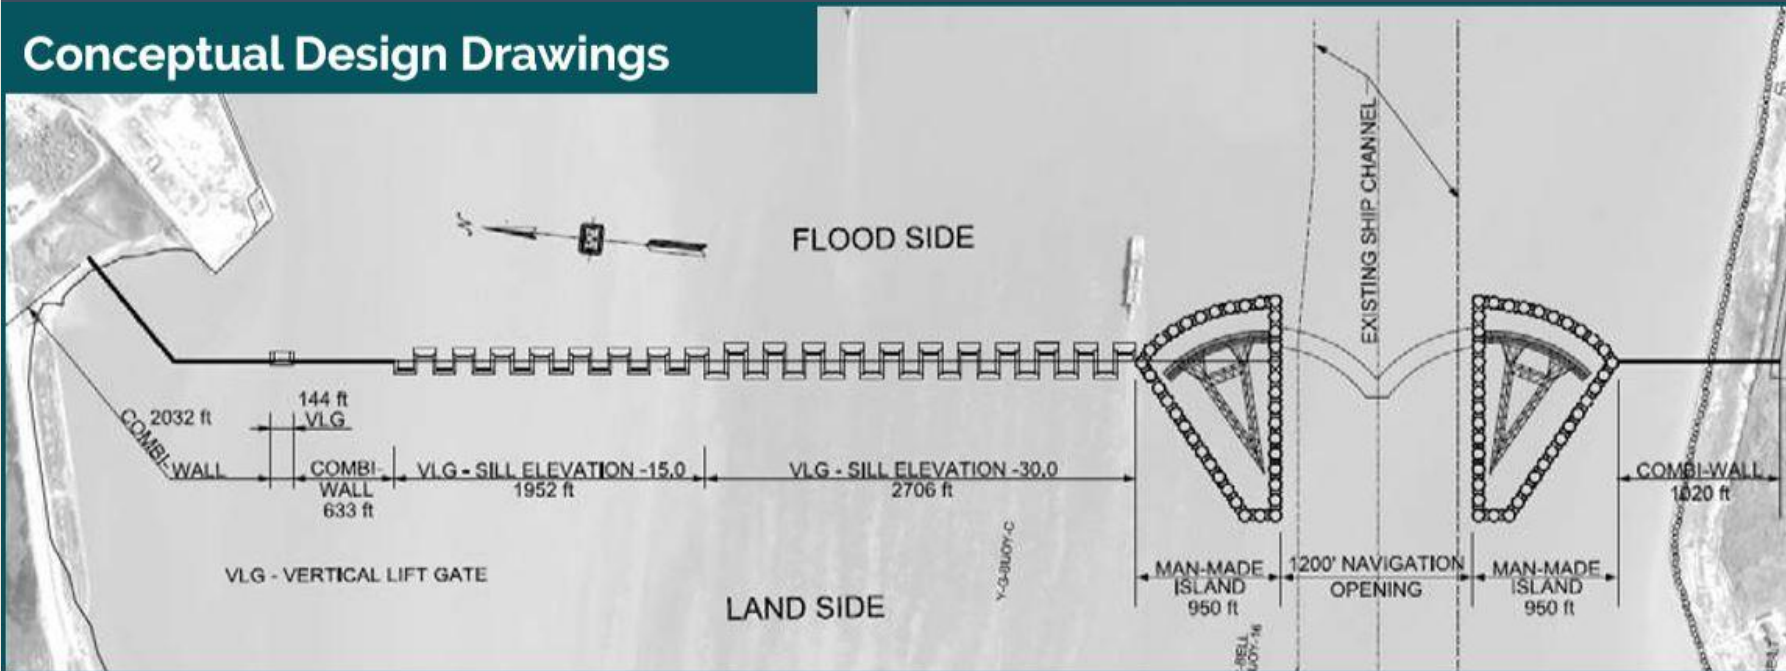 Conceptual Design Drawings
N
FLOOD SIDE
EXISTING SHIP CHANNEL
2032 ft
COMBI-WALL
144 ft
VLG
COMBI-
WALL
633 ft
VLG - SILL ELEVATION -15.0
1952 ft
VLG - SILL ELEVATION -30.0
2706 ft
COMBI-WALL
1020 ft
VLG - VERTICAL LIFT GATE
LAND SIDE
MAN-MADE
ISLAND
950 ft
1200' NAVIGATION
OPENING
MAN-MADE
ISLAND
950 ft